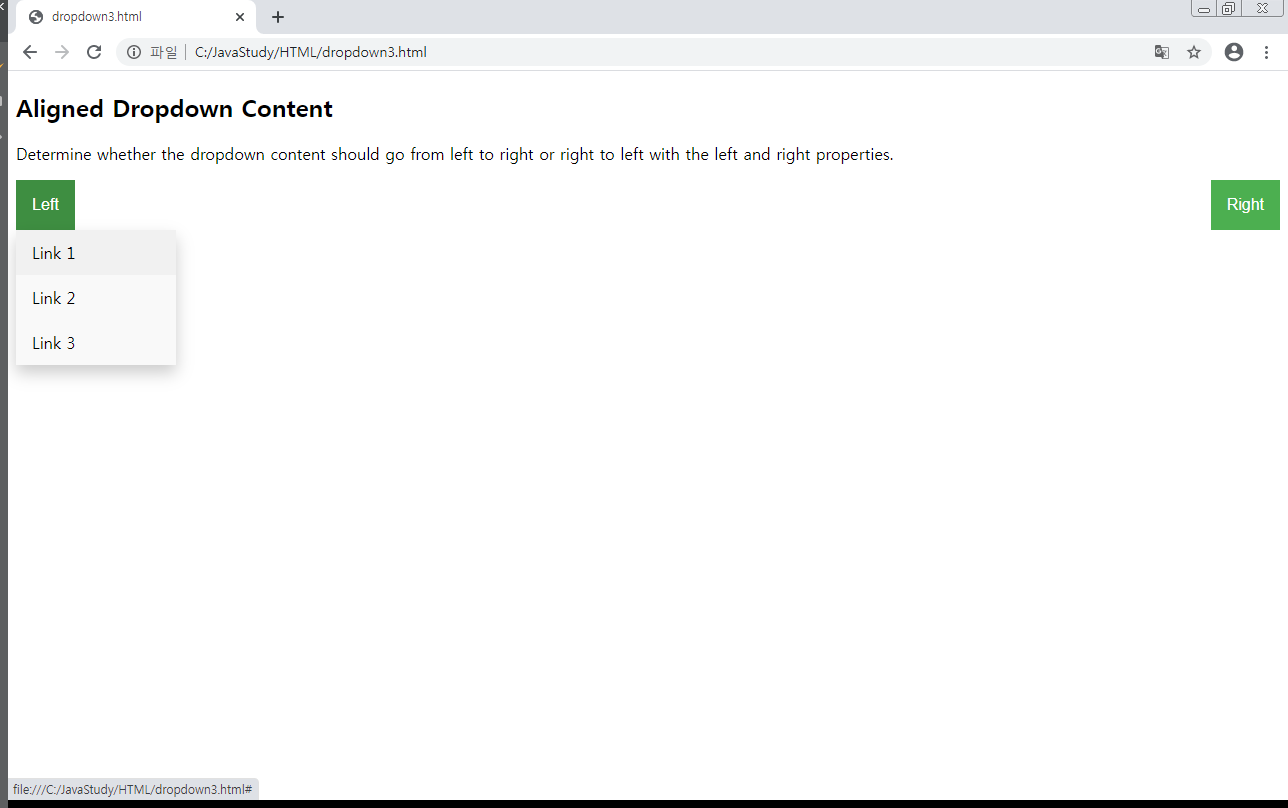 dropdown3.html
파일 C:/JavaStudy/HTML/dropdown3.html
Aligned Dropdown Content
Determine whether the dropdown content should go from left to right or right to left with the left and right properties.
Left
Right
Link 1
Link 2
Link 3
file:///C:/JavaStudy/HTML/dropdown3.html#